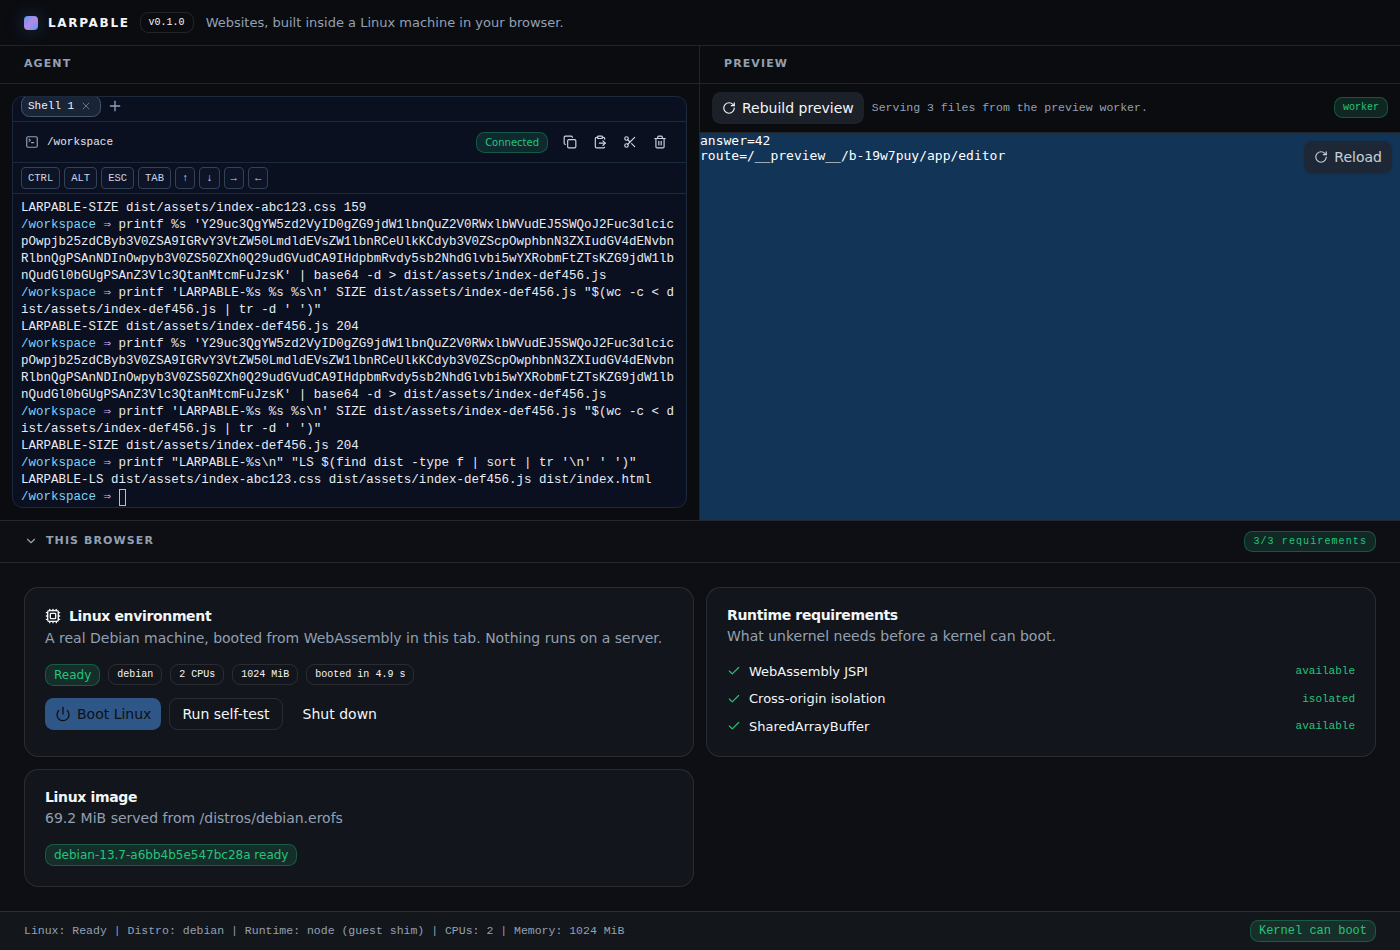 LARPABLE v0.1.0 Websites, built inside a Linux machine in your browser.
AGENT
PREVIEW
Shell 1
/workspace Connected
CTRL ALT ESC TAB ↑ ↓ → ←
LARPABLE-SIZE dist/assets/index-abc123.css 159
/workspace ⇒ printf %s 'Y29uc3QgYW5zd2VyID0gZG9jdW1lbnQuZ2V0RWxlbWVudEJ5SWQoJ2Fuc3dlcic
pOwpjb25zdCByb3V0ZSA9IGRvY3VtZW50LmdldEVsZW1lbnRCeUlkKCdyb3V0ZScpOwphbnN3ZXIudGV4dENvbn
RlbnQgPSAnNDInOwpyb3V0ZS50ZXh0Q29udGVudCA9IHdpbmRvdy5sb2NhdGlvbi5wYXRobmFtZTsKZG9jdW1lb
nQudGl0bGUgPSAnZ3Vlc3QtanMtcmFuJzsK' | base64 -d > dist/assets/index-def456.js
/workspace ⇒ printf 'LARPABLE-%s %s %s\n' SIZE dist/assets/index-def456.js "$(wc -c < d
ist/assets/index-def456.js | tr -d ' ')"
LARPABLE-SIZE dist/assets/index-def456.js 204
/workspace ⇒ printf %s 'Y29uc3QgYW5zd2VyID0gZG9jdW1lbnQuZ2V0RWxlbWVudEJ5SWQoJ2Fuc3dlcic
pOwpjb25zdCByb3V0ZSA9IGRvY3VtZW50LmdldEVsZW1lbnRCeUlkKCdyb3V0ZScpOwphbnN3ZXIudGV4dENvbn
RlbnQgPSAnNDInOwpyb3V0ZS50ZXh0Q29udGVudCA9IHdpbmRvdy5sb2NhdGlvbi5wYXRobmFtZTsKZG9jdW1lb
nQudGl0bGUgPSAnZ3Vlc3QtanMtcmFuJzsK' | base64 -d > dist/assets/index-def456.js
/workspace ⇒ printf 'LARPABLE-%s %s %s\n' SIZE dist/assets/index-def456.js "$(wc -c < d
ist/assets/index-def456.js | tr -d ' ')"
LARPABLE-SIZE dist/assets/index-def456.js 204
/workspace ⇒ printf "LARPABLE-%s\n" "LS $(find dist -type f | sort | tr '\n' ' ')"
LARPABLE-LS dist/assets/index-abc123.css dist/assets/index-def456.js dist/index.html
/workspace ⇒
Rebuild preview Serving 3 files from the preview worker. worker
answer=42
route=/__preview__/b-19w7puy/app/editor
Reload
THIS BROWSER 3/3 requirements
Linux environment
A real Debian machine, booted from WebAssembly in this tab. Nothing runs on a server.
Ready debian 2 CPUs 1024 MiB booted in 4.9 s
Boot Linux Run self-test Shut down
Runtime requirements
What unkernel needs before a kernel can boot.
WebAssembly JSPI available
Cross-origin isolation isolated
SharedArrayBuffer available
Linux image
69.2 MiB served from /distros/debian.erofs
debian-13.7-a6bb4b5e547bc28a ready
Linux: Ready | Distro: debian | Runtime: node (guest shim) | CPUs: 2 | Memory: 1024 MiB Kernel can boot